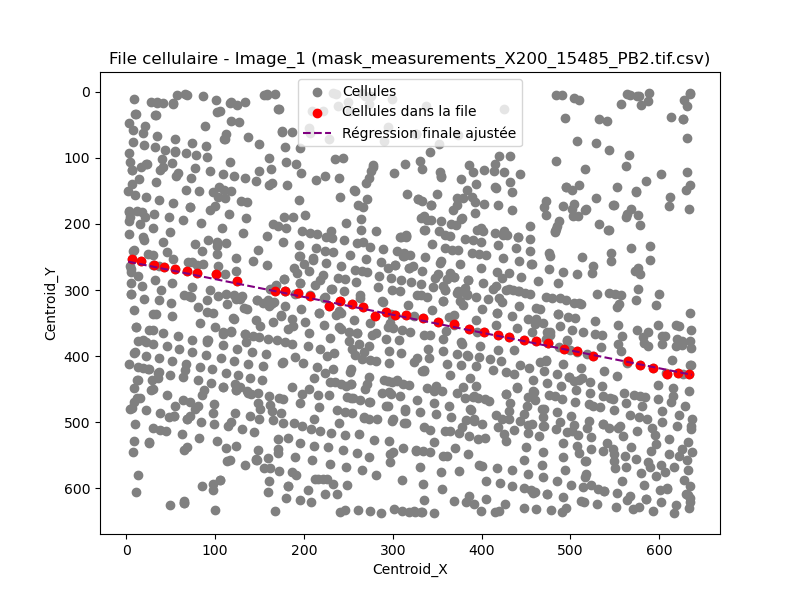 File cellulaire - Image_1 (mask_measurements_X200_15485_PB2.tif.csv)
Cellules
Cellules dans la file
Régression finale ajustée
Centroid_Y
0
100
200
300
400
500
600
0 100 200 300 400 500 600
Centroid_X